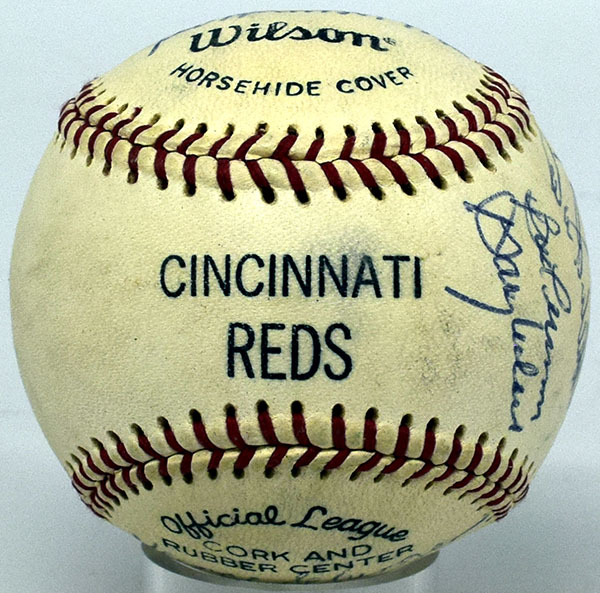 Wilson
HORSEHIDE COVER
CINCINNATI
REDS
Official League
CORK AND
RUBBER CENTER